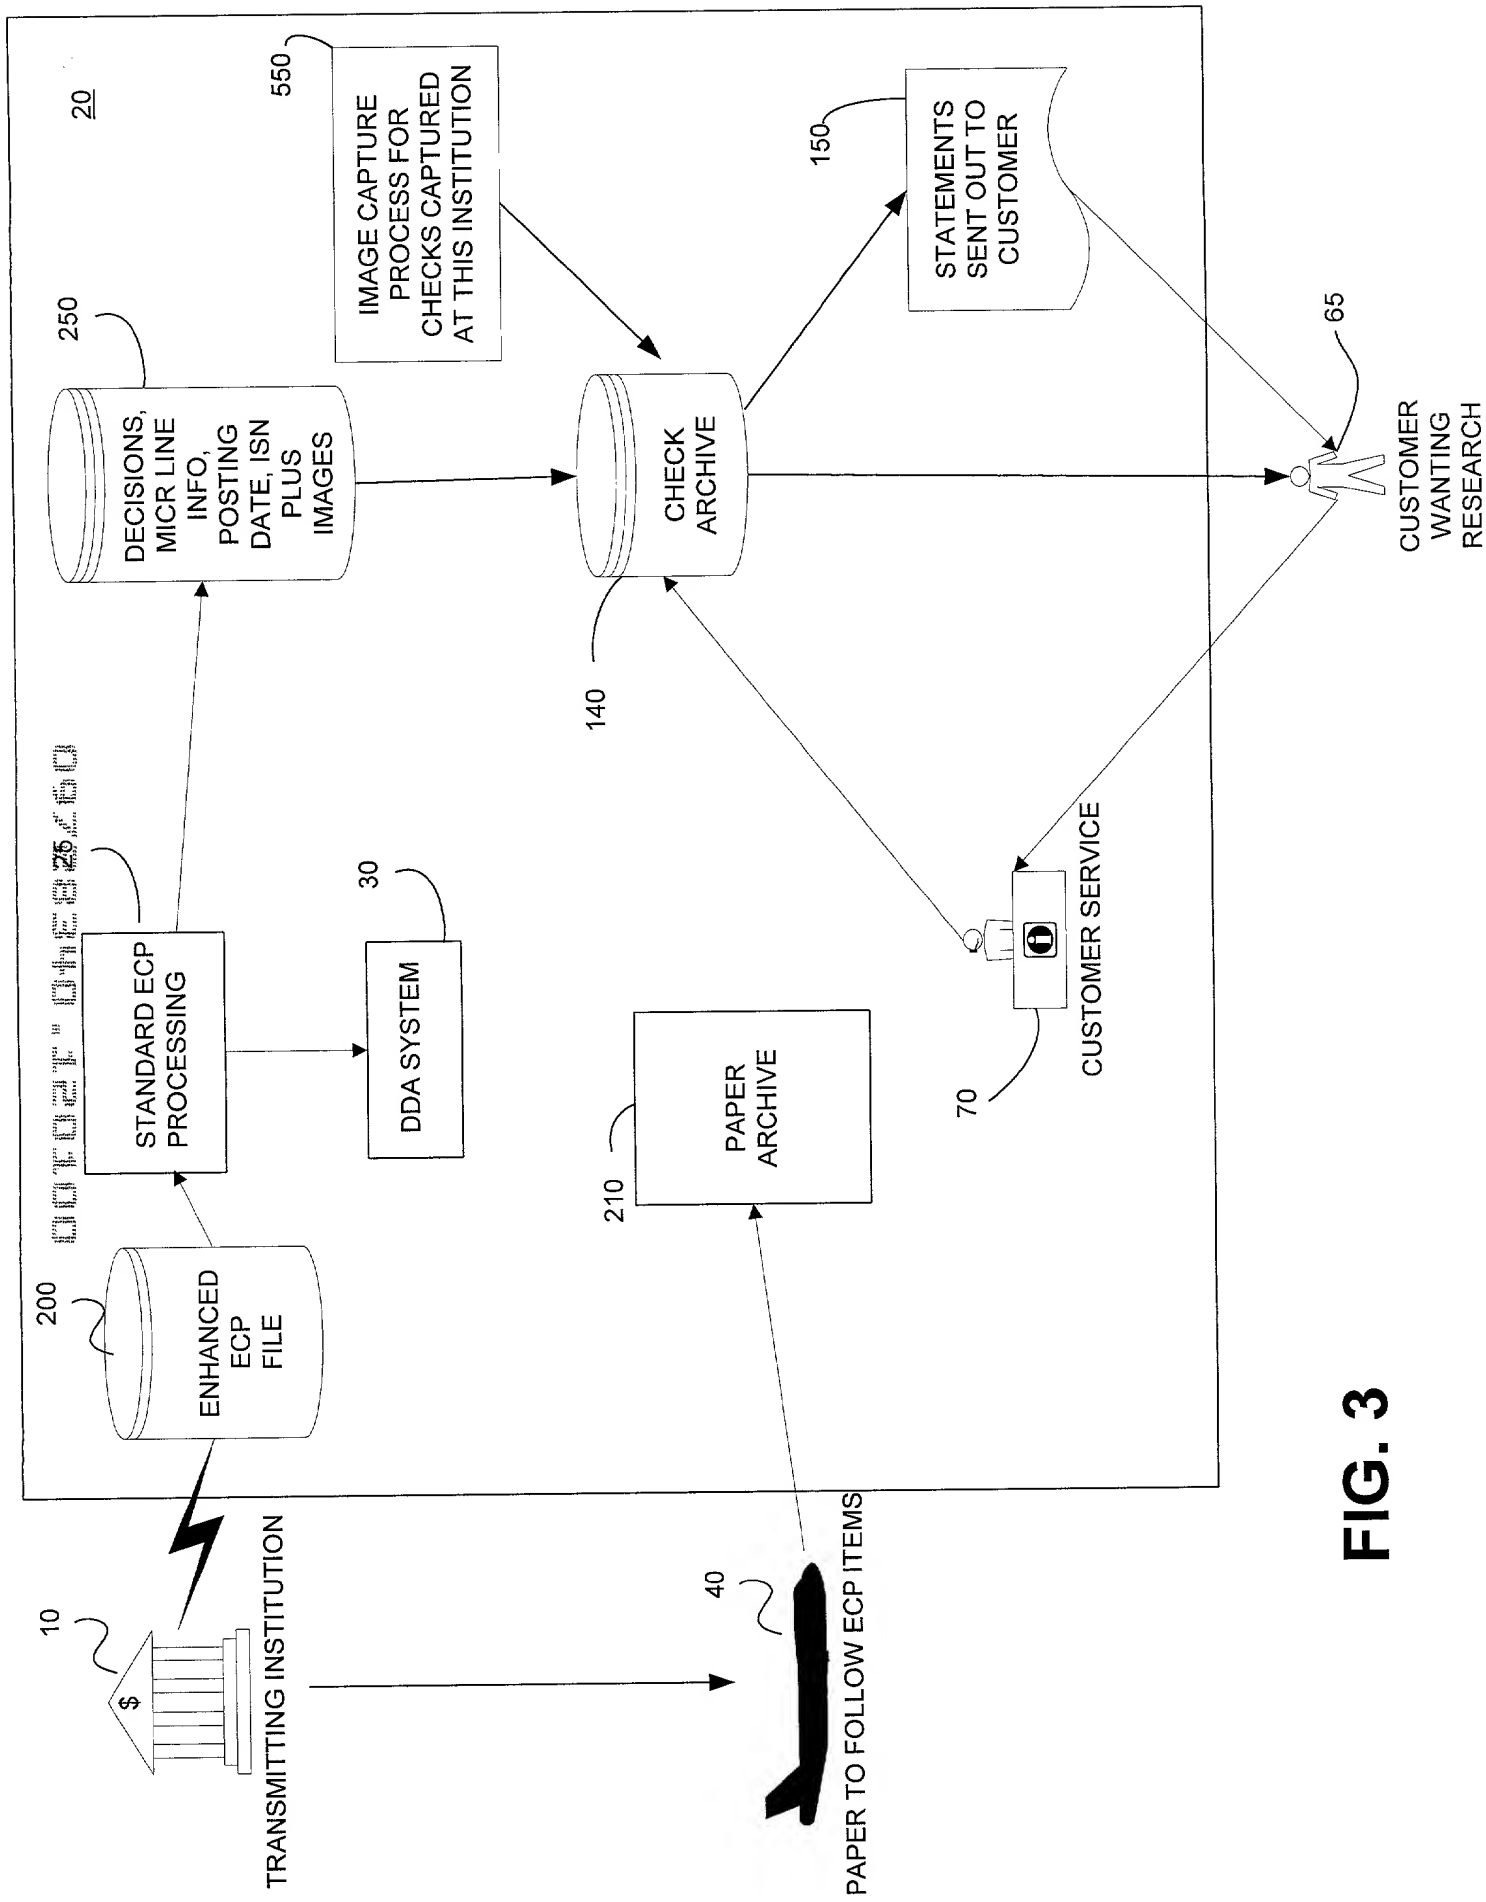 20
10
$
TRANSMITTING INSTITUTION
200
ENHANCED
ECP
FILE
25
STANDARD ECP
PROCESSING
250
DECISIONS,
MICR LINE
INFO,
POSTING
DATE, ISN
PLUS
IMAGES
550
IMAGE CAPTURE
PROCESS FOR
CHECKS CAPTURED
AT THIS INSTITUTION
30
DDA SYSTEM
140
CHECK
ARCHIVE
210
PAPER
ARCHIVE
40
PAPER TO FOLLOW ECP ITEMS
150
STATEMENTS
SENT OUT TO
CUSTOMER
70
i
CUSTOMER SERVICE
65
CUSTOMER
WANTING
RESEARCH
FIG. 3